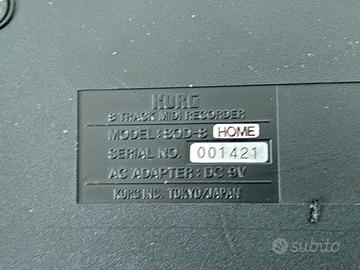 KORG
8 TRACK MIDI RECORDER
MODEL: SQD-8 HOME
SERIAL NO. 001421
AC ADAPTER: DC 9V
KORG INC. TOKYO/JAPAN
subito